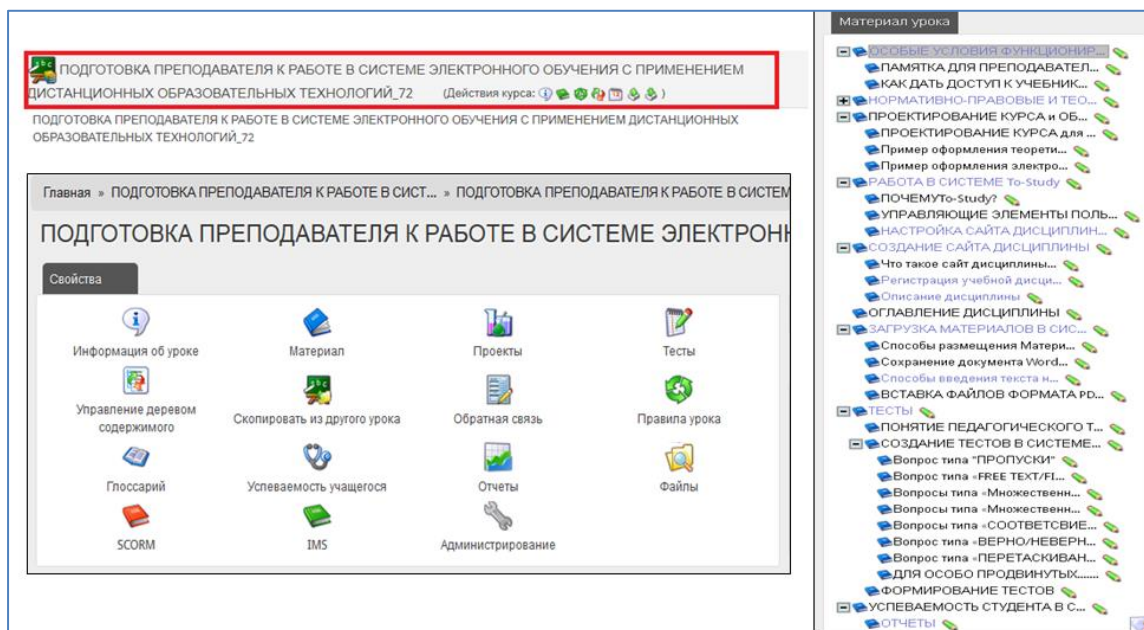 ПОДГОТОВКА ПРЕПОДАВАТЕЛЯ К РАБОТЕ В СИСТЕМЕ ЭЛЕКТРОННОГО ОБУЧЕНИЯ С ПРИМЕНЕНИЕМ
ДИСТАНЦИОННЫХ ОБРАЗОВАТЕЛЬНЫХ ТЕХНОЛОГИЙ_72 (Действия курса: )
ПОДГОТОВКА ПРЕПОДАВАТЕЛЯ К РАБОТЕ В СИСТЕМЕ ЭЛЕКТРОННОГО ОБУЧЕНИЯ С ПРИМЕНЕНИЕМ ДИСТАНЦИОННЫХ
ОБРАЗОВАТЕЛЬНЫХ ТЕХНОЛОГИЙ_72
Главная » ПОДГОТОВКА ПРЕПОДАВАТЕЛЯ К РАБОТЕ В СИСТ... » ПОДГОТОВКА ПРЕПОДАВАТЕЛЯ К РАБОТЕ В СИСТЕМ
ПОДГОТОВКА ПРЕПОДАВАТЕЛЯ К РАБОТЕ В СИСТЕМЕ ЭЛЕКТРОНН
Свойства
Информация об уроке Материал Проекты Тесты
Управление деревом
содержимого Скопировать из другого урока Обратная связь Правила урока
Глоссарий Успеваемость учащегося Отчеты Файлы
SCORM IMS Администрирование
Материал урока
ОСОБЫЕ УСЛОВИЯ ФУНКЦИОНИР...
ПАМЯТКА ДЛЯ ПРЕПОДАВАТЕЛ...
КАК ДАТЬ ДОСТУП К УЧЕБНИК...
НОРМАТИВНО-ПРАВОВЫЕ И ТЕО...
ПРОЕКТИРОВАНИЕ КУРСА и ОБ...
ПРОЕКТИРОВАНИЕ КУРСА для ...
Пример оформления теорети...
Пример оформления электро...
РАБОТА В СИСТЕМЕ To-Study
ПОЧЕМУTo-Study?
УПРАВЛЯЮЩИЕ ЭЛЕМЕНТЫ ПОЛЬ...
НАСТРОЙКА САЙТА ДИСЦИПЛИН...
СОЗДАНИЕ САЙТА ДИСЦИПЛИНЫ
Что такое сайт дисциплины...
Регистрация учебной дисци...
Описание дисциплины
ОГЛАВЛЕНИЕ ДИСЦИПЛИНЫ
ЗАГРУЗКА МАТЕРИАЛОВ В СИС...
Способы размещения Матери...
Сохранение документа Word...
Способы введения текста н...
ВСТАВКА ФАЙЛОВ ФОРМАТА PD...
ТЕСТЫ
ПОНЯТИЕ ПЕДАГОГИЧЕСКОГО Т...
СОЗДАНИЕ ТЕСТОВ В СИСТЕМЕ...
Вопрос типа "ПРОПУСКИ"
Вопрос типа «FREE TEXT/FI...
Вопросы типа «Множественн...
Вопросы типа «Множественн...
Вопросы типа «СООТВЕТСВИЕ...
Вопрос типа «ВЕРНО/НЕВЕРН...
Вопрос типа «ПЕРЕТАСКИВАН...
ДЛЯ ОСОБО ПРОДВИНУТЫХ.......
ФОРМИРОВАНИЕ ТЕСТОВ
УСПЕВАЕМОСТЬ СТУДЕНТА В С...
ОТЧЕТЫ